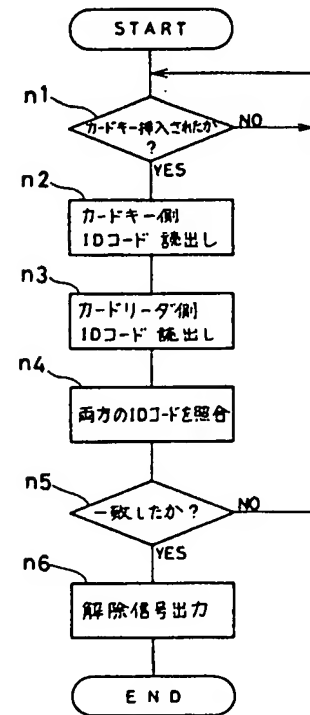 START
n1
カードキー挿入されたか
?
NO
YES
n2
カードキー側
IDコード 読出し
n3
カードリーダ側
IDコード 読出し
n4
両方のIDコードを照合
n5
一致したか?
NO
YES
n6
解除信号出力
END